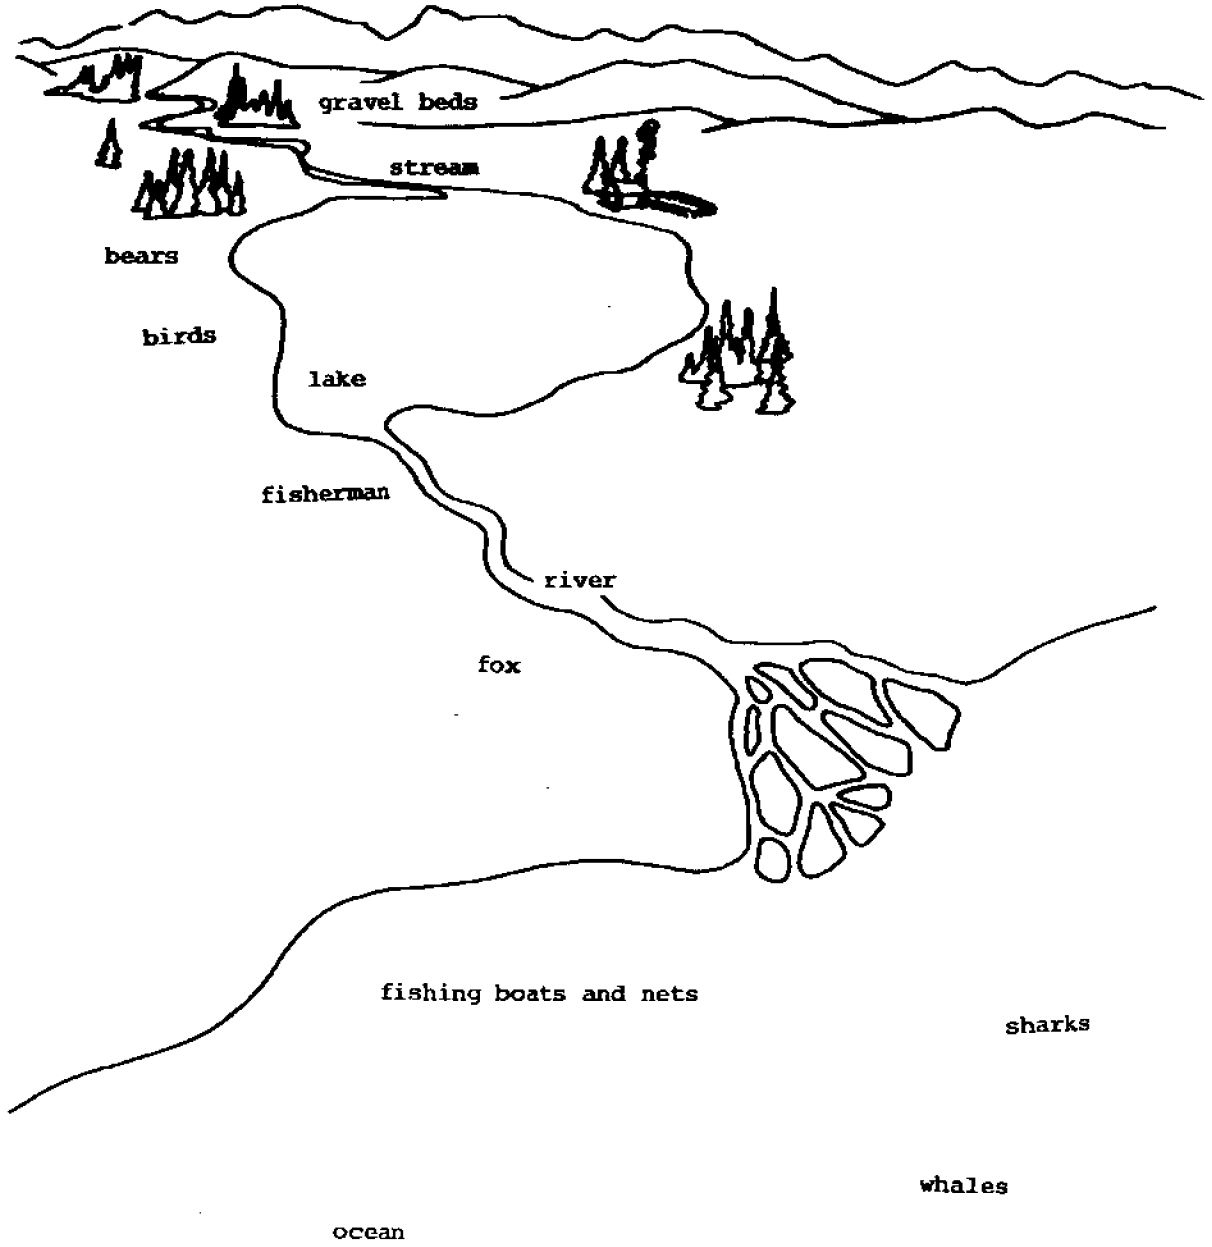 gravel beds
stream
bears
birds
lake
fisherman
river
fox
fishing boats and nets
sharks
whales
ocean